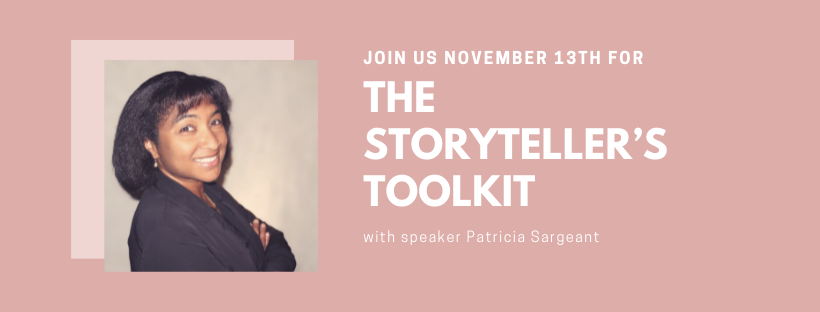 JOIN US NOVEMBER 13TH FOR
THE
STORYTELLER’S
TOOLKIT
with speaker Patricia Sargeant